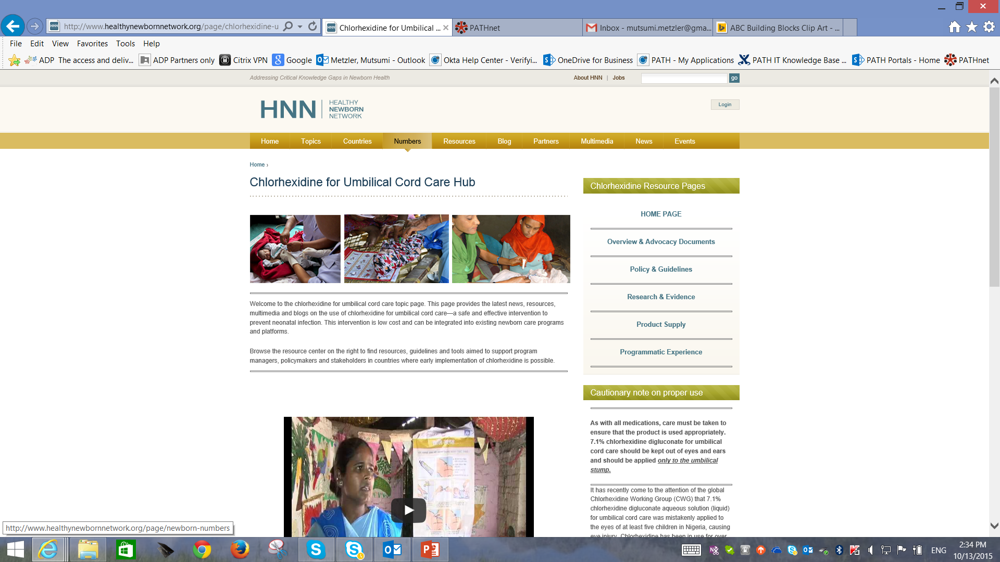 http://www.healthynewbornnetwork.org/page/chlorhexidine-u
Chlorhexidine for Umbilical ...
PATHnet
Inbox - mutsumi.metzler@gma...
ABC Building Blocks Clip Art - ...
File Edit View Favorites Tools Help
ADP The access and deliv... ADP Partners only Citrix VPN Google Metzler, Mutsumi - Outlook Okta Help Center - Verifyi... OneDrive for Business PATH - My Applications PATH IT Knowledge Base ... PATH Portals - Home PATHnet
Addressing Critical Knowledge Gaps in Newborn Health
About HNN | Jobs
go
HNN
HEALTHY
NEWBORN
NETWORK
Login
Home Topics Countries Numbers Resources Blog Partners Multimedia News Events
Home ›
Chlorhexidine for Umbilical Cord Care Hub
Welcome to the chlorhexidine for umbilical cord care topic page. This page provides the latest news, resources,
multimedia and blogs on the use of chlorhexidine for umbilical cord care—a safe and effective intervention to
prevent neonatal infection. This intervention is low cost and can be integrated into existing newborn care programs
and platforms.
Browse the resource center on the right to find resources, guidelines and tools aimed to support program
managers, policymakers and stakeholders in countries where early implementation of chlorhexidine is possible.
Chlorhexidine Resource Pages
HOME PAGE
Overview & Advocacy Documents
Policy & Guidelines
Research & Evidence
Product Supply
Programmatic Experience
Cautionary note on proper use
As with all medications, care must be taken to
ensure that the product is used appropriately.
7.1% chlorhexidine digluconate for umbilical
cord care should be kept out of eyes and ears
and should be applied only to the umbilical
stump.
It has recently come to the attention of the global
Chlorhexidine Working Group (CWG) that 7.1%
chlorhexidine digluconate aqueous solution (liquid)
for umbilical cord care was mistakenly applied to
the eyes of at least five children in Nigeria, causing
eye injury. Chlorhexidine has been in use for over
http://www.healthynewbornnetwork.org/page/newborn-numbers
ENG
2:34 PM
10/13/2015